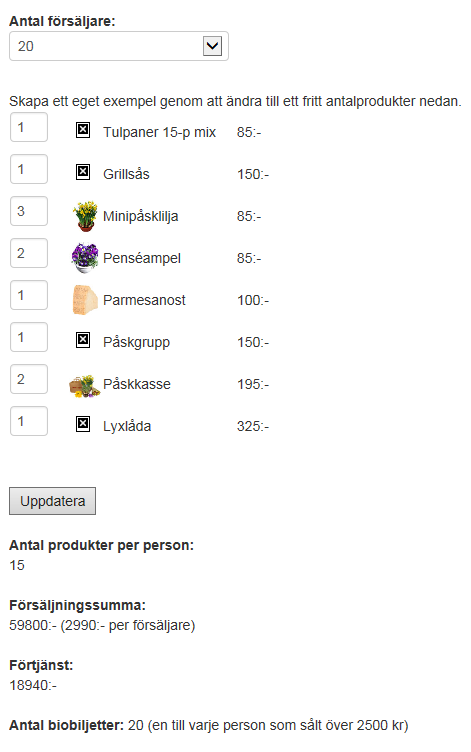 Antal försäljare:
20
Skapa ett eget exempel genom att ändra till ett fritt antalprodukter nedan.
1 Tulpaner 15-p mix 85:-
1 Grillsås 150:-
3 Minipåsklilja 85:-
2 Penséampel 85:-
1 Parmesanost 100:-
1 Påskgrupp 150:-
2 Påskkasse 195:-
1 Lyxlåda 325:-
Uppdatera
Antal produkter per person:
15
Försäljningssumma:
59800:- (2990:- per försäljare)
Förtjänst:
18940:-
Antal biobiljetter: 20 (en till varje person som sålt över 2500 kr)